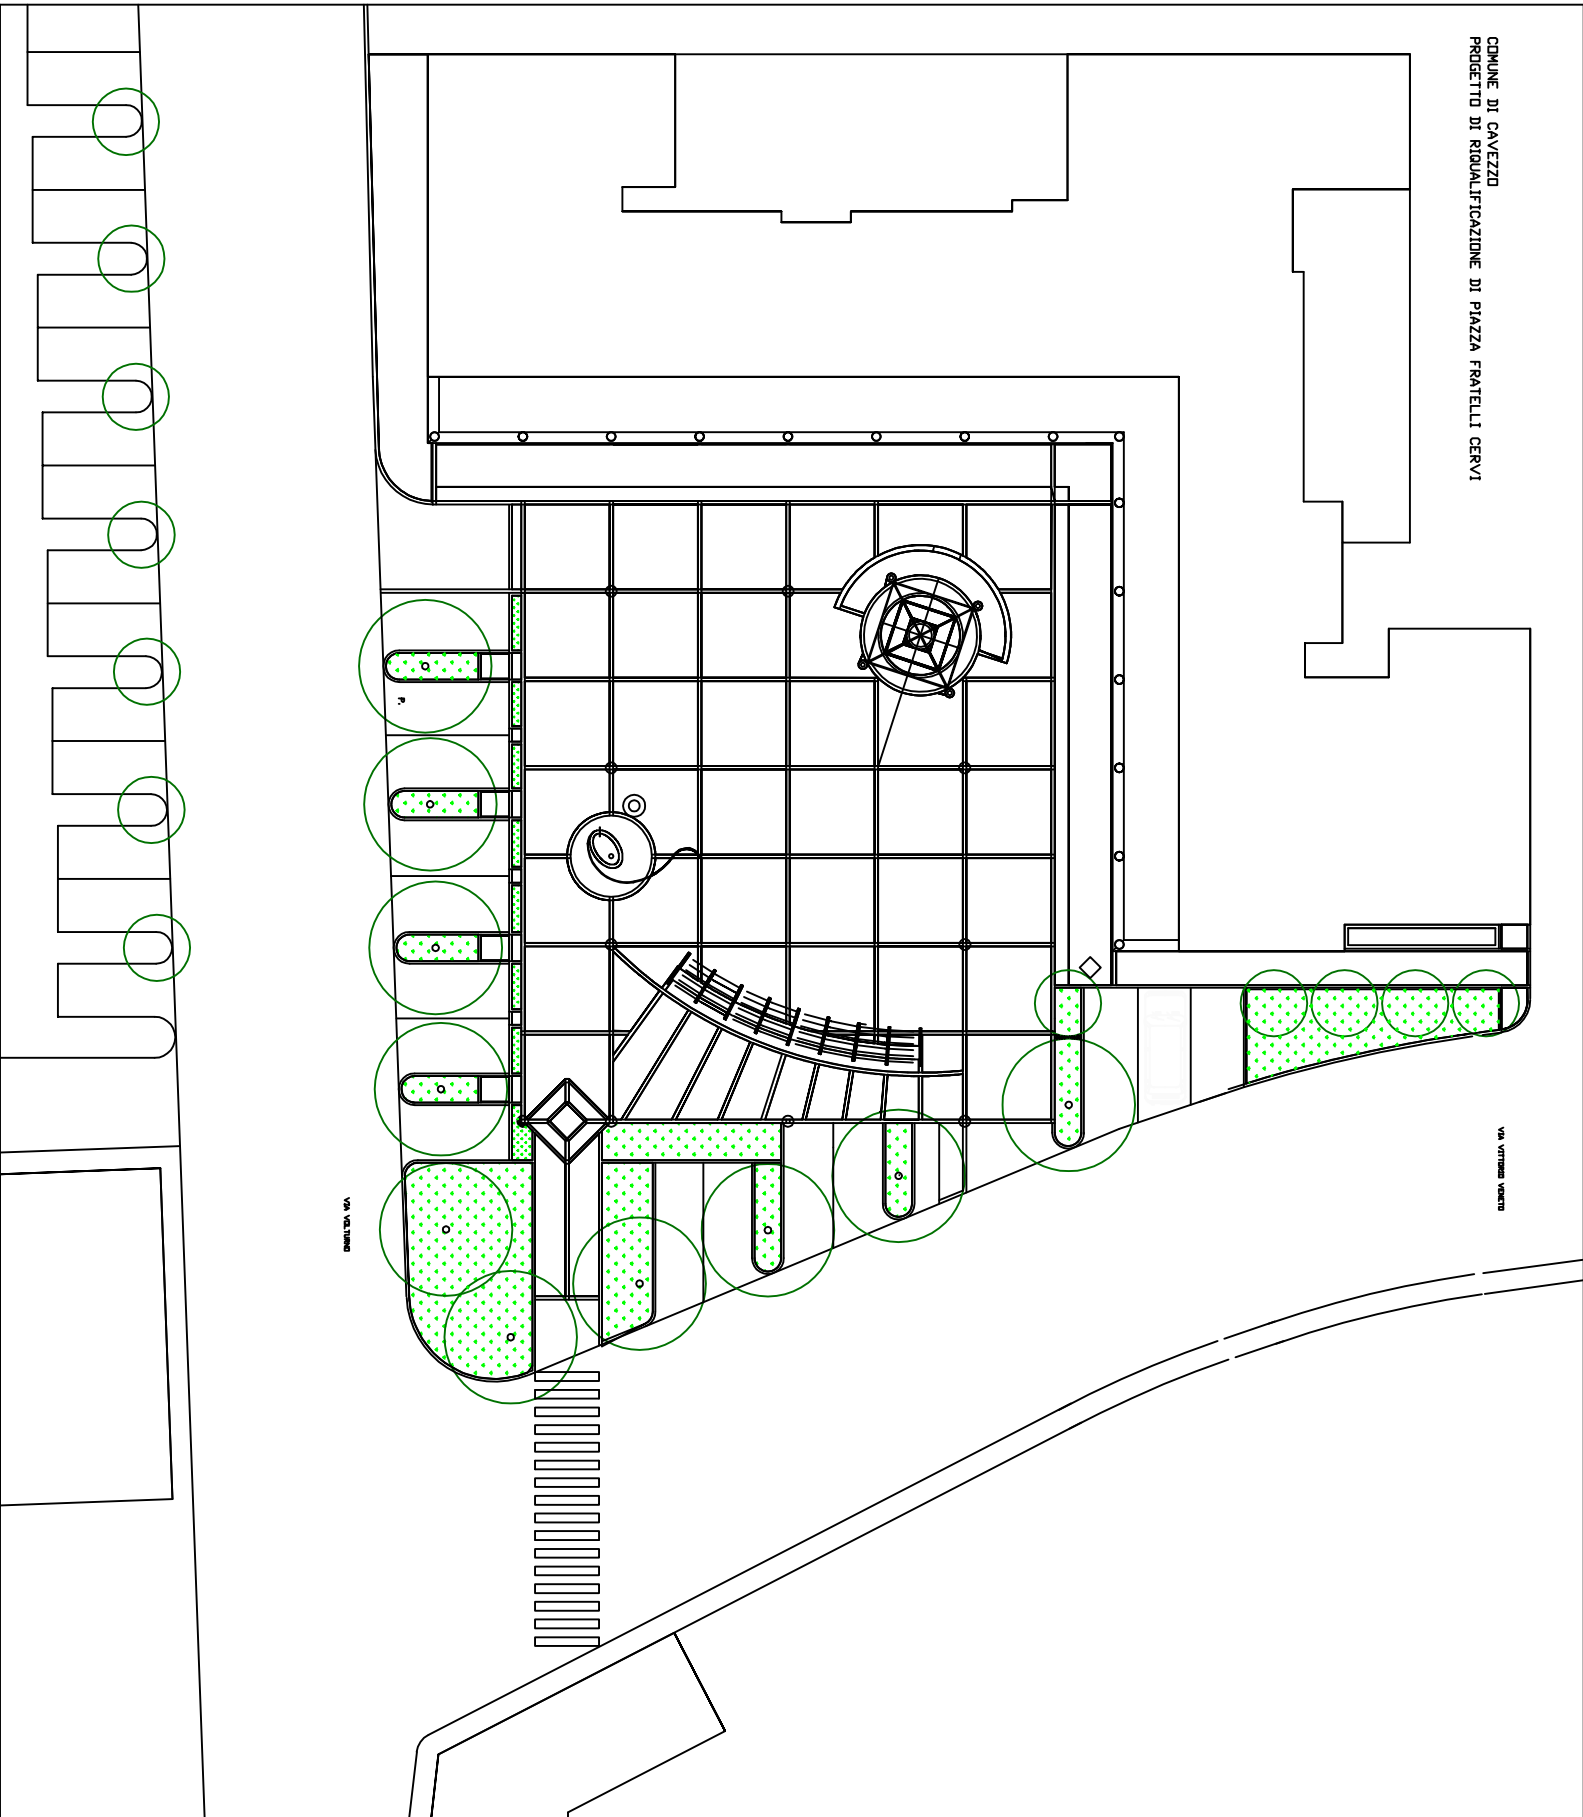 COMUNE DI CAVEZZO
PROGETTO DI RIQUALIFICAZIONE DI PIAZZA FRATELLI CERVI
P.
VIA VITTORIO VENETO
VIA VOLTURNO